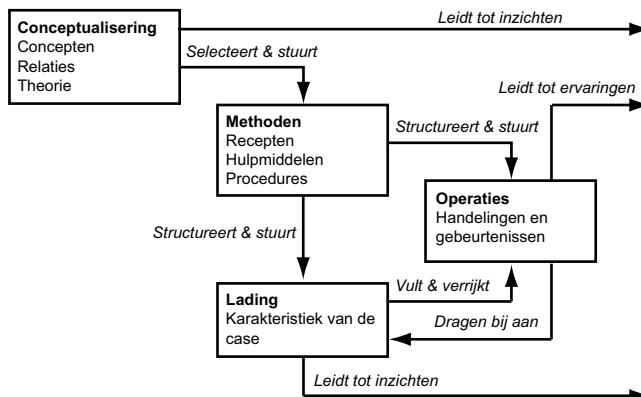 Conceptualisering
Concepten
Relaties
Theorie
Leidt tot inzichten
Selecteert & stuurt
Leidt tot ervaringen
Methoden
Recepten
Hulpmiddelen
Procedures
Structureert & stuurt
Operaties
Handelingen en
gebeurtenissen
Structureert & stuurt
Lading
Karakteristiek van de
case
Vult & verrijkt
Dragen bij aan
Leidt tot inzichten